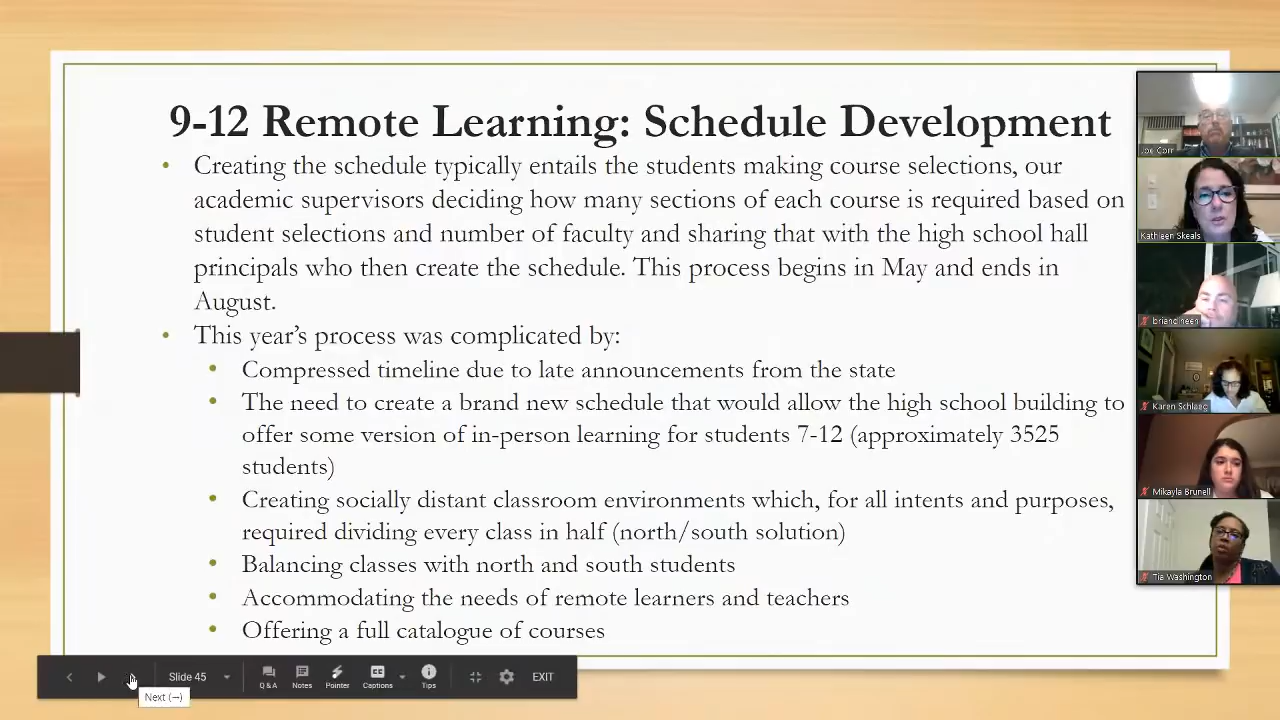 9-12 Remote Learning: Schedule Development
• Creating the schedule typically entails the students making course selections, our
academic supervisors deciding how many sections of each course is required based on
student selections and number of faculty and sharing that with the high school hall
principals who then create the schedule. This process begins in May and ends in
August.
• This year's process was complicated by:
• Compressed timeline due to late announcements from the state
• The need to create a brand new schedule that would allow the high school building to
offer some version of in-person learning for students 7-12 (approximately 3525
students)
• Creating socially distant classroom environments which, for all intents and purposes,
required dividing every class in half (north/south solution)
• Balancing classes with north and south students
• Accommodating the needs of remote learners and teachers
• Offering a full catalogue of courses
Joe Corr
Kathleen Skeals
Karen Schlaeg
Mikayla Brunell
Tia Washington
Slide 45
Q & A
Notes
Pointer
Captions
Tips
EXIT
Next (→)